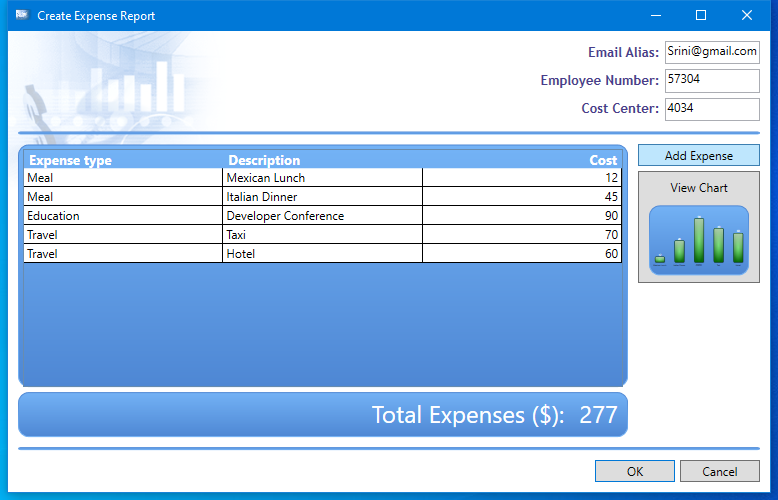 Create Expense Report
Email Alias: Srini@gmail.com
Employee Number: 57304
Cost Center: 4034
Expense type Description Cost
Meal Mexican Lunch 12
Meal Italian Dinner 45
Education Developer Conference 90
Travel Taxi 70
Travel Hotel 60
Add Expense
View Chart
Total Expenses ($): 277
OK Cancel